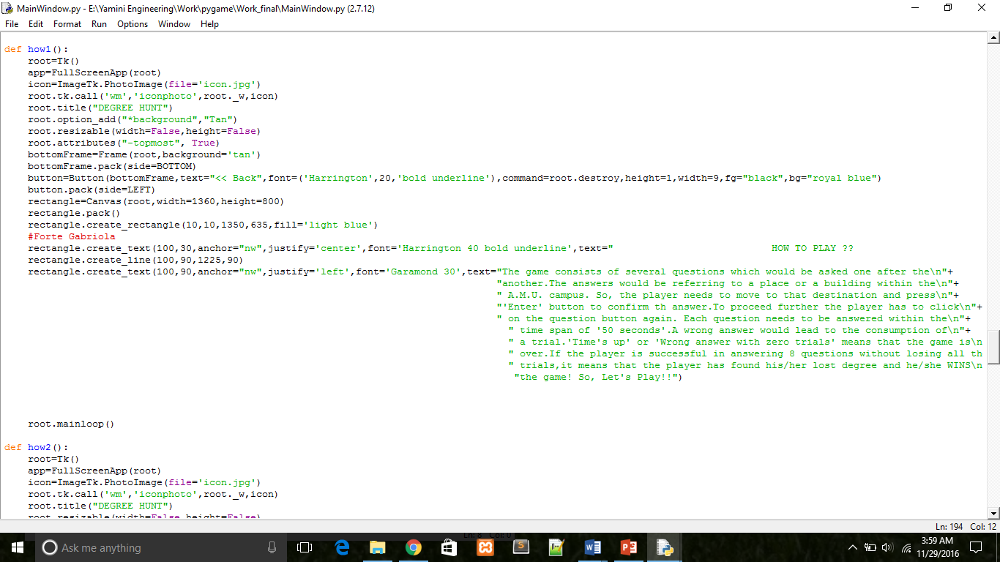 MainWindow.py - E:\Yamini Engineering\Work\pygame\Work_final\MainWindow.py (2.7.12)
File Edit Format Run Options Window Help
def how1():
    root=Tk()
    app=FullScreenApp(root)
    icon=ImageTk.PhotoImage(file='icon.jpg')
    root.tk.call('wm','iconphoto',root._w,icon)
    root.title("DEGREE HUNT")
    root.option_add("*background","Tan")
    root.resizable(width=False,height=False)
    root.attributes("-topmost", True)
    bottomFrame=Frame(root,background='tan')
    bottomFrame.pack(side=BOTTOM)
    button=Button(bottomFrame,text="<< Back",font=('Harrington',20,'bold underline'),command=root.destroy,height=1,width=9,fg="black",bg="royal blue")
    button.pack(side=LEFT)
    rectangle=Canvas(root,width=1360,height=800)
    rectangle.pack()
    rectangle.create_rectangle(10,10,1350,635,fill='light blue')
    #Forte Gabriola
    rectangle.create_text(100,30,anchor="nw",justify='center',font='Harrington 40 bold underline',text="                           HOW TO PLAY ??
    rectangle.create_line(100,90,1225,90)
    rectangle.create_text(100,90,anchor="nw",justify='left',font='Garamond 30',text="The game consists of several questions which would be asked one after the\n"+
"another.The answers would be referring to a place or a building within the\n"+
" A.M.U. campus. So, the player needs to move to that destination and press\n"+
"'Enter' button to confirm th answer.To proceed further the player has to click\n"+
" on the question button again. Each question needs to be answered within the\n"+
" time span of '50 seconds'.A wrong answer would lead to the consumption of\n"+
" a trial.'Time's up' or 'Wrong answer with zero trials' means that the game is\n
" over.If the player is successful in answering 8 questions without losing all th
" trials,it means that the player has found his/her lost degree and he/she WINS\n
"the game! So, Let's Play!!")
    root.mainloop()
def how2():
    root=Tk()
    app=FullScreenApp(root)
    icon=ImageTk.PhotoImage(file='icon.jpg')
    root.tk.call('wm','iconphoto',root._w,icon)
    root.title("DEGREE HUNT")
    root.resizable(width=False,height=False)
Ln: 194 Col: 12
Ln: 8 Col: 0
Ask me anything
3:59 AM
11/29/2016